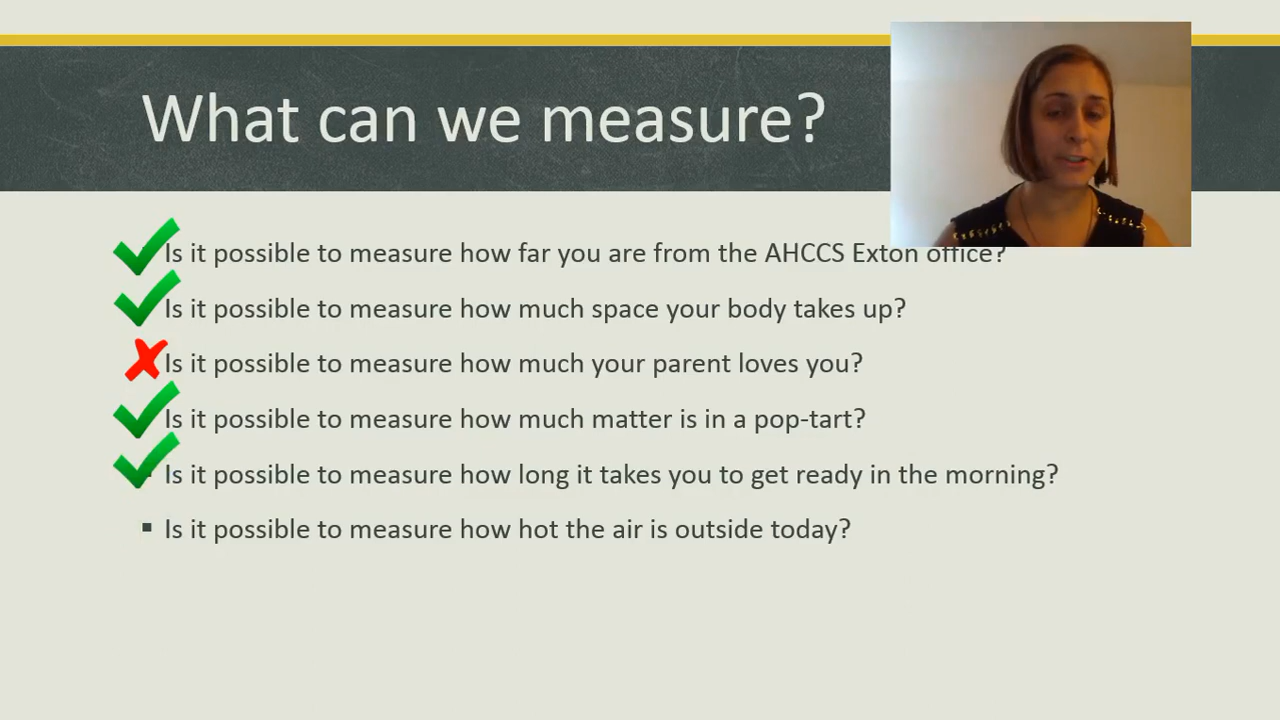 What can we measure?
Is it possible to measure how far you are from the AHCCS Exton office?
Is it possible to measure how much space your body takes up?
Is it possible to measure how much your parent loves you?
Is it possible to measure how much matter is in a pop-tart?
Is it possible to measure how long it takes you to get ready in the morning?
Is it possible to measure how hot the air is outside today?